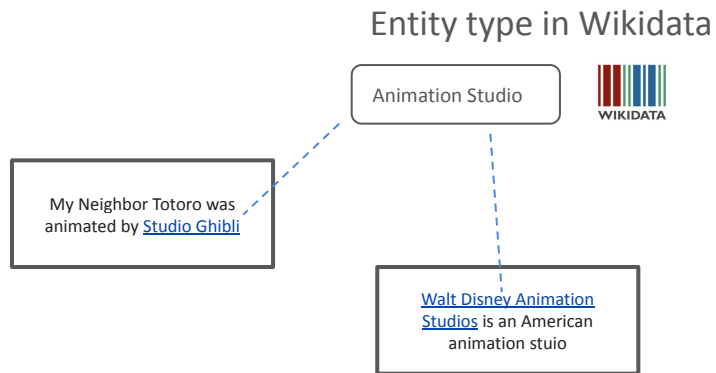 Entity type in Wikidata
Animation Studio
WIKIDATA
My Neighbor Totoro was
animated by Studio Ghibli
Walt Disney Animation
Studios is an American
animation stuio